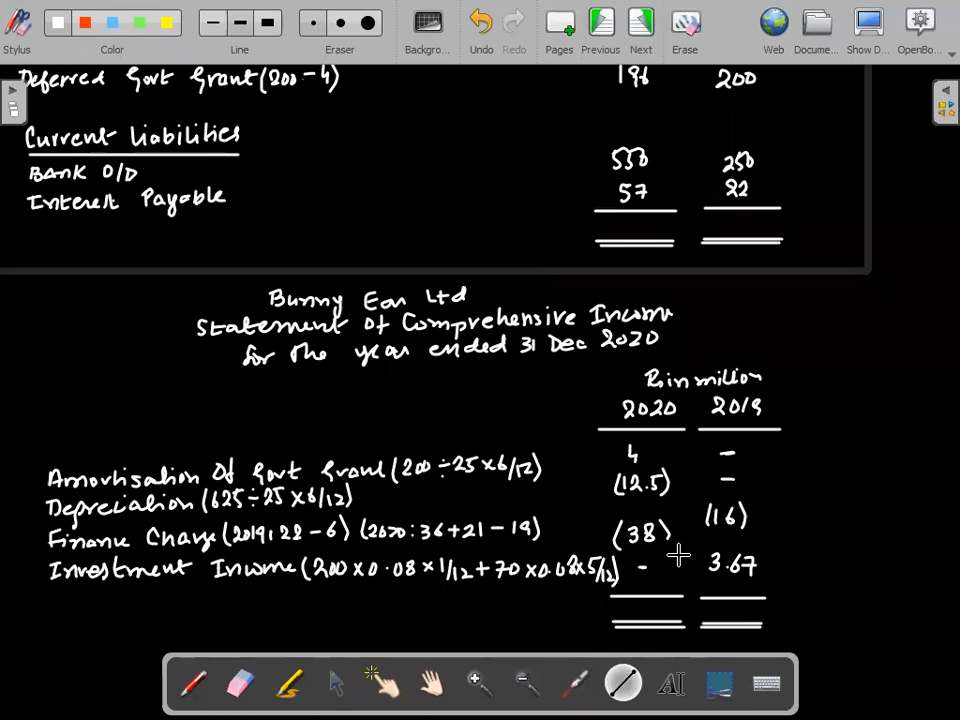 Stylus Color Line Eraser Backgro... Undo Redo Pages Previous Next Erase Web Docume... Show D... OpenBo...
Deferred Govt Grant (200 - 4) 196 200
Current Liabilities
Bank O/D 550 250
Interest Payable 57 22
Bunny Ear Ltd
Statement Of Comprehensive Income
for the year ended 31 Dec 2020
Rs in million
2020 2019
Amortisation Of Govt Grant (200 ÷ 25 x 6/12) 4 -
Depreciation (625 ÷ 25 x 6/12) (12.5) -
Finance Charge (2019: 22 - 6) (2020: 36 + 21 - 19) (38) (16)
Investment Income (200 x 0.08 x 1/12 + 70 x 0.08 x 5/12) - 3.67